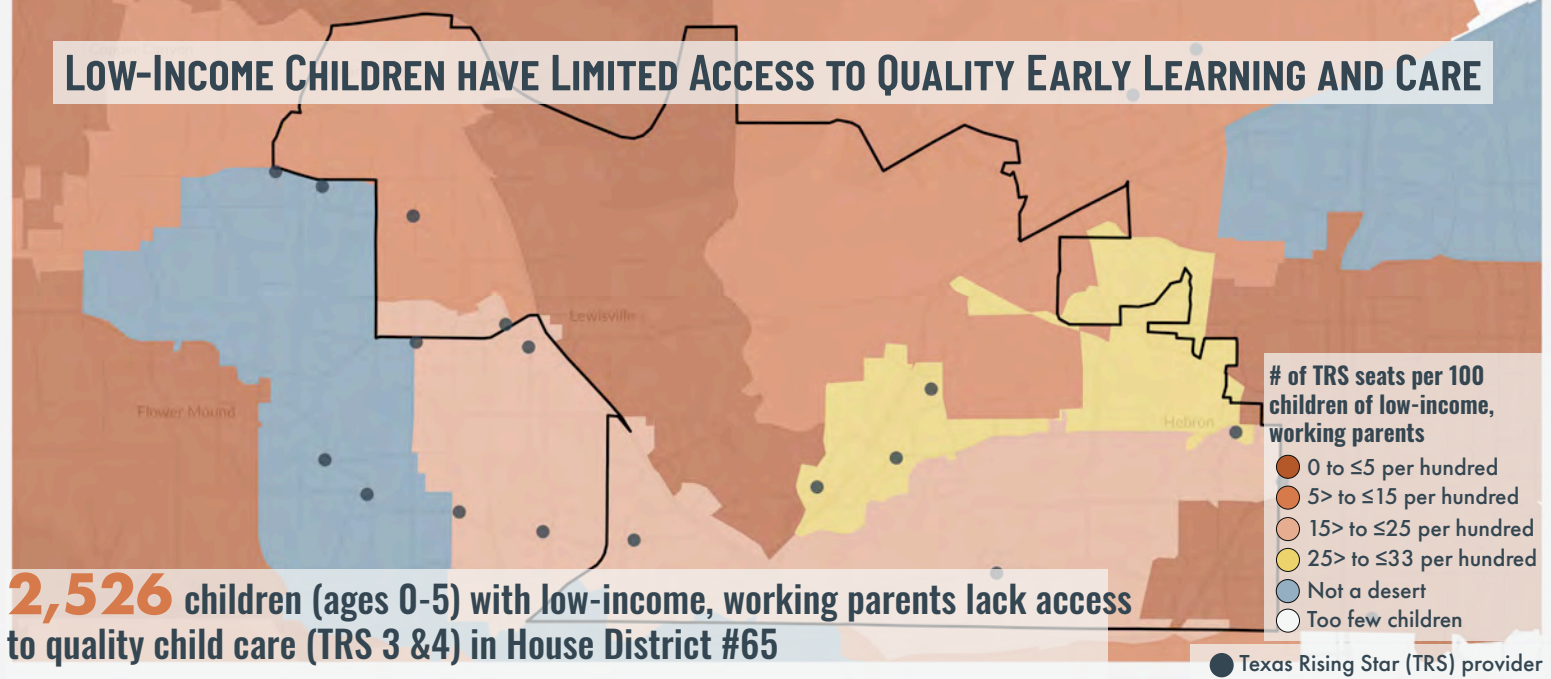 Copper Canyon
LOW-INCOME CHILDREN HAVE LIMITED ACCESS TO QUALITY EARLY LEARNING AND CARE
Lewisville
Flower Mound
Hebron
# of TRS seats per 100
children of low-income,
working parents
0 to ≤5 per hundred
5> to ≤15 per hundred
15> to ≤25 per hundred
25> to ≤33 per hundred
Not a desert
Too few children
2,526 children (ages 0-5) with low-income, working parents lack access
to quality child care (TRS 3 &4) in House District #65
Texas Rising Star (TRS) provider